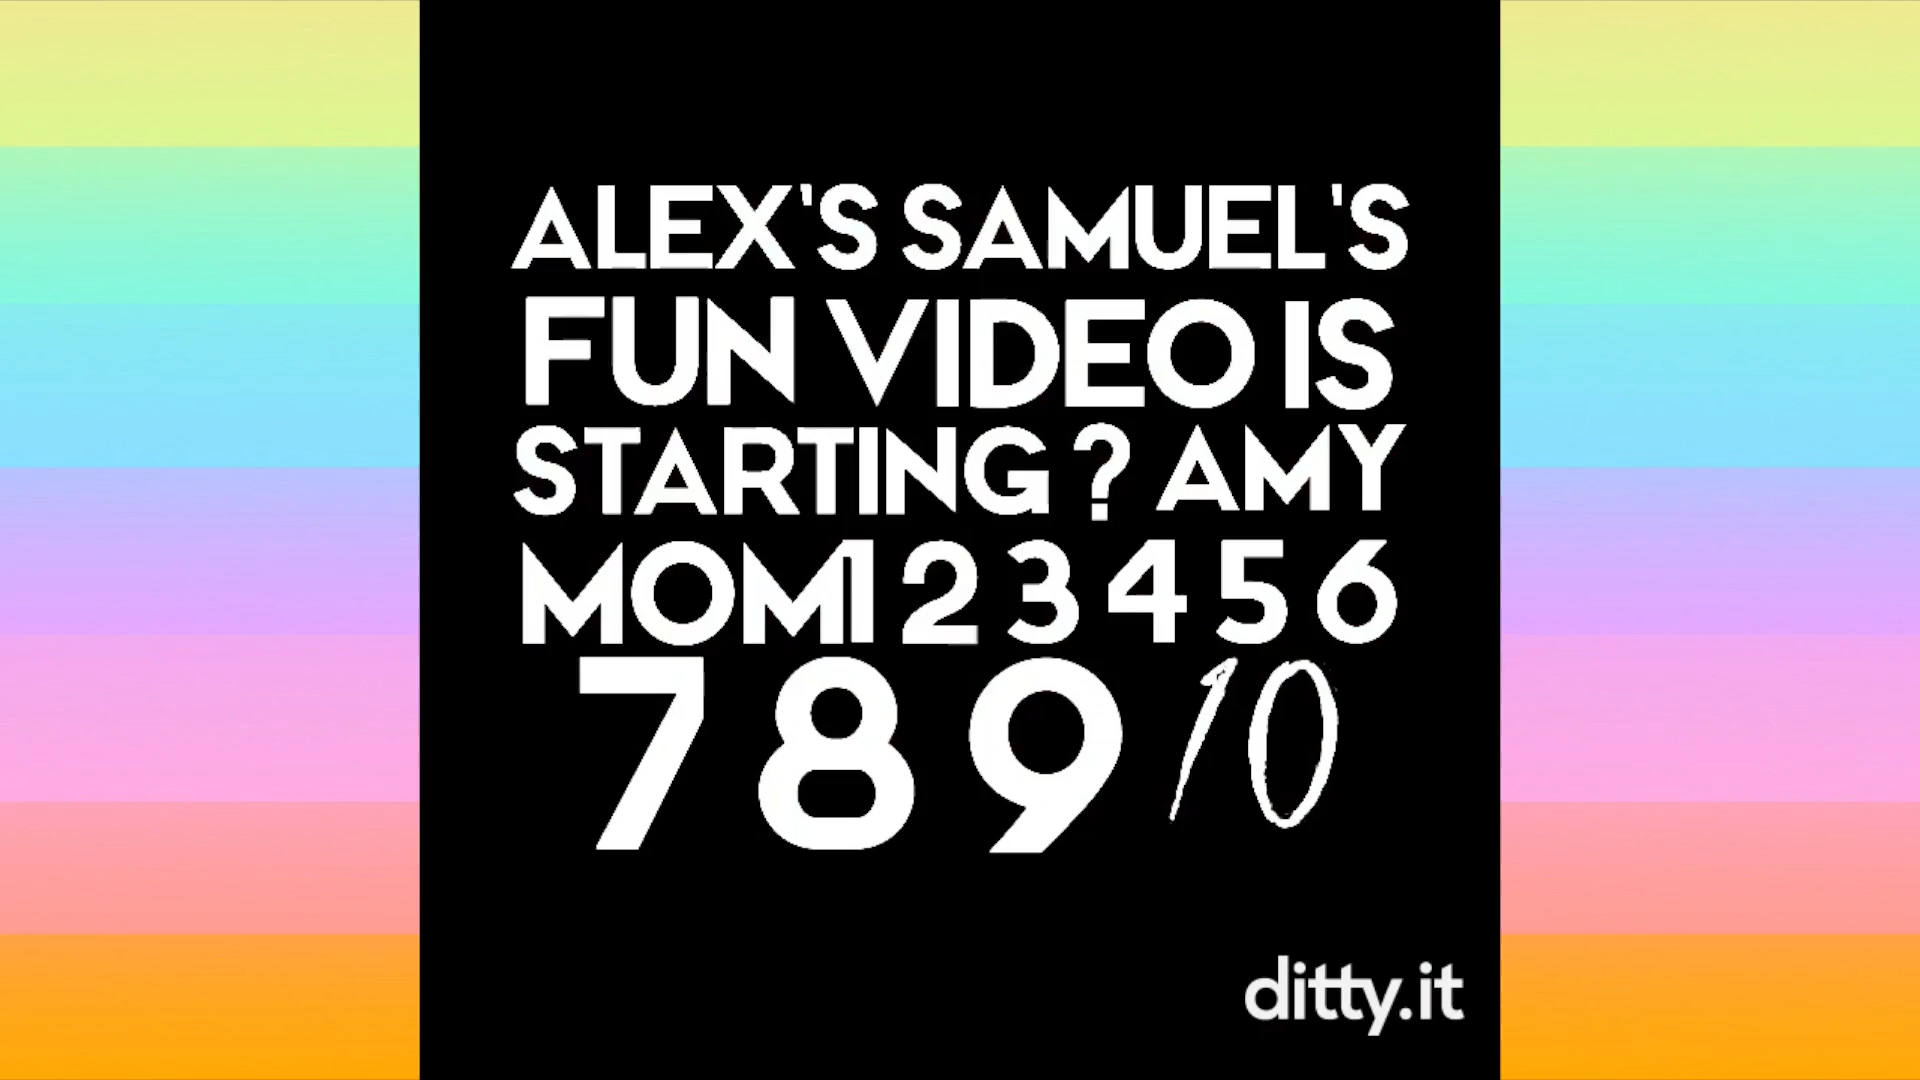 ALEX'S SAMUEL'S
FUN VIDEO IS
STARTING ? AMY
MOM1 2 3 4 5 6
7 8 9 10
ditty.it